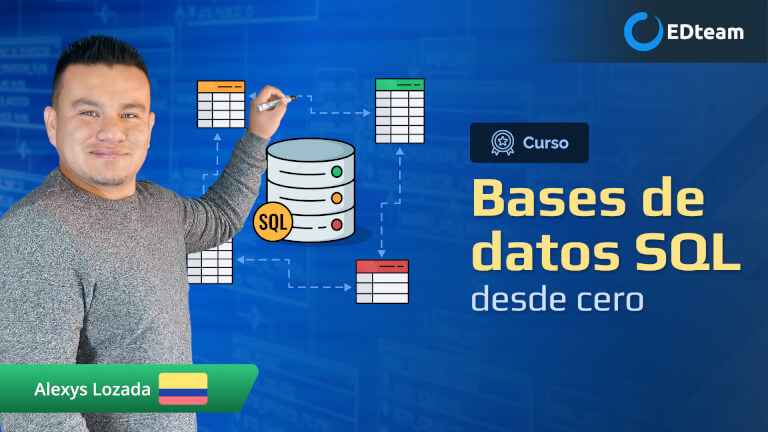 EDteam
Curso
Bases de
datos SQL
desde cero
SQL
Alexys Lozada